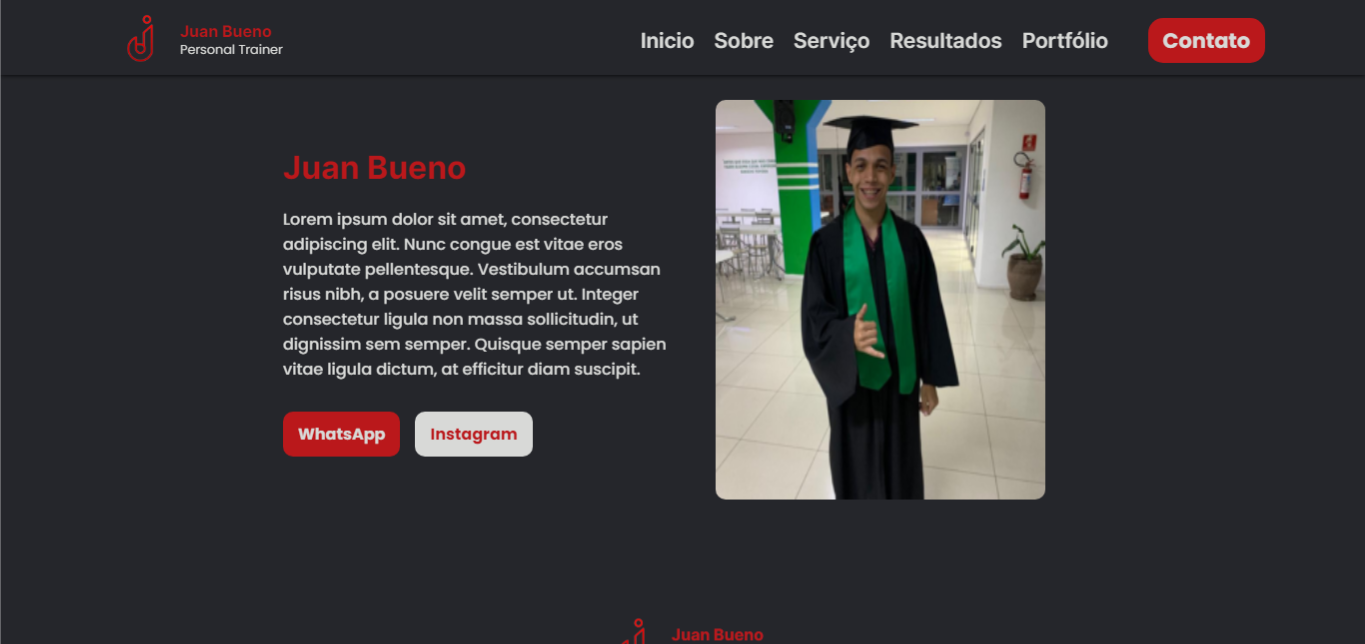 Juan Bueno
Personal Trainer
Inicio Sobre Serviço Resultados Portfólio Contato
Juan Bueno
Lorem ipsum dolor sit amet, consectetur
adipiscing elit. Nunc congue est vitae eros
vulputate pellentesque. Vestibulum accumsan
risus nibh, a posuere velit semper ut. Integer
consectetur ligula non massa sollicitudin, ut
dignissim sem semper. Quisque semper sapien
vitae ligula dictum, at efficitur diam suscipit.
WhatsApp Instagram
Juan Bueno